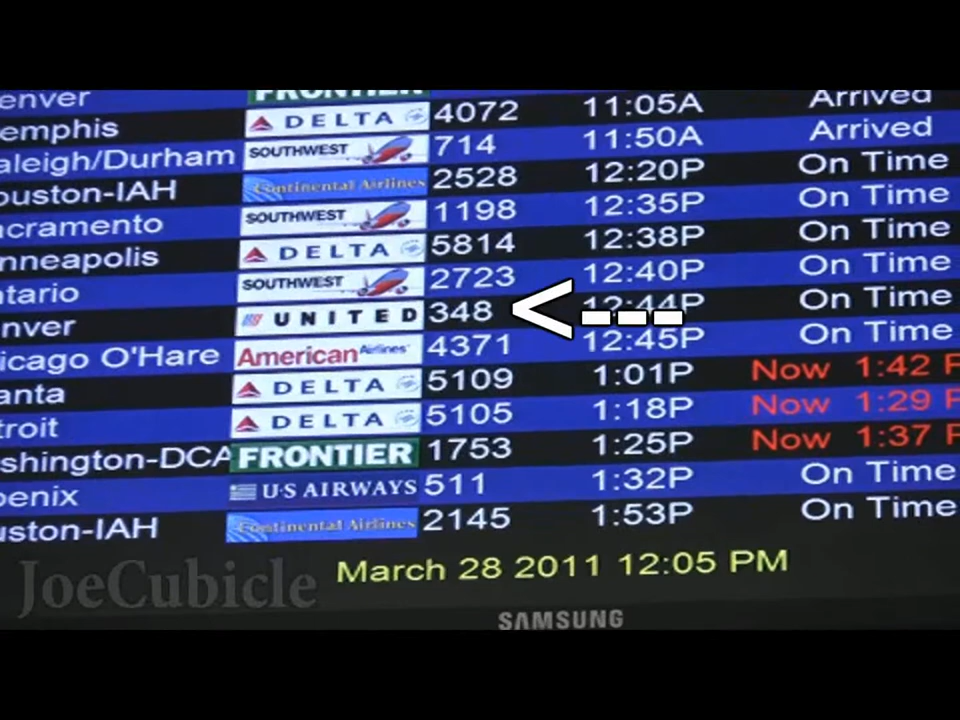 enver FRONTIER
emphis DELTA 4072 11:05A Arrived
aleigh/Durham SOUTHWEST 714 11:50A Arrived
ouston-IAH Continental Airlines 2528 12:20P On Time
acramento SOUTHWEST 1198 12:35P On Time
nneapolis DELTA 5814 12:38P On Time
ntario SOUTHWEST 2723 12:40P On Time
nver UNITED 348 <--- 12:44P On Time
icago O'Hare American Airlines 4371 12:45P On Time
anta DELTA 5109 1:01P Now 1:42 P
troit DELTA 5105 1:18P Now 1:29 P
shington-DCA FRONTIER 1753 1:25P Now 1:37 P
oenix U·S AIRWAYS 511 1:32P On Time
uston-IAH Continental Airlines 2145 1:53P On Time
March 28 2011 12:05 PM
JoeCubicle
SAMSUNG